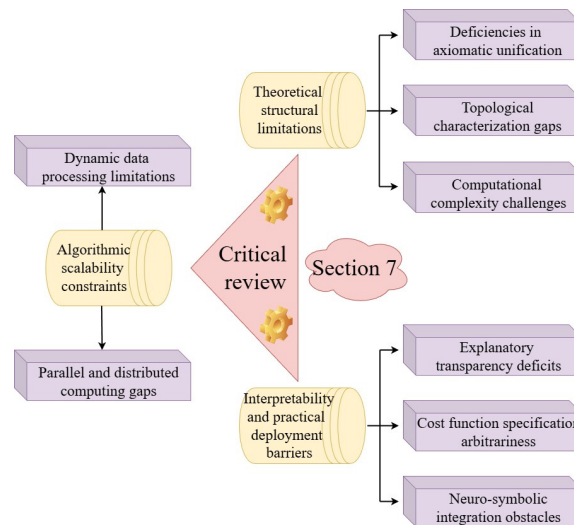 Deficiencies in
axiomatic unification
Theoretical
structural
limitations
Topological
characterization gaps
Computational
complexity challenges
Dynamic data
processing limitations
Algorithmic
scalability
constraints
Parallel and distributed
computing gaps
Critical
review
Section 7
Interpretability
and practical
deployment
barriers
Explanatory
transparency deficits
Cost function specification
arbitrariness
Neuro-symbolic
integration obstacles